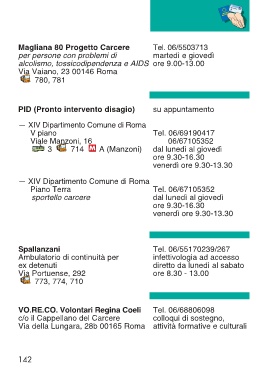 Magliana 80 Progetto Carcere Tel. 06/5503713
per persone con problemi di martedì e giovedì
alcolismo, tossicodipendenza e AIDS ore 9.00-13.00
Via Vaiano, 23 00146 Roma
780, 781
PID (Pronto intervento disagio) su appuntamento
— XIV Dipartimento Comune di Roma
V piano Tel. 06/69190417
Viale Manzoni, 16 06/67105352
3 714 M A (Manzoni) dal lunedì al giovedì
ore 9.30-16.30
venerdì ore 9.30-13.30
— XIV Dipartimento Comune di Roma
Piano Terra Tel. 06/67105352
sportello carcere dal lunedì al giovedì
ore 9.30-16.30
venerdì ore 9.30-13.30
Spallanzani Tel. 06/55170239/267
Ambulatorio di continuità per infettivologia ad accesso
ex detenuti diretto da lunedì al sabato
Via Portuense, 292 ore 8.30 - 13.00
773, 774, 710
VO.RE.CO. Volontari Regina Coeli Tel. 06/68806098
c/o il Cappellano del Carcere colloqui di sostegno,
Via della Lungara, 28b 00165 Roma attività formative e culturali
142